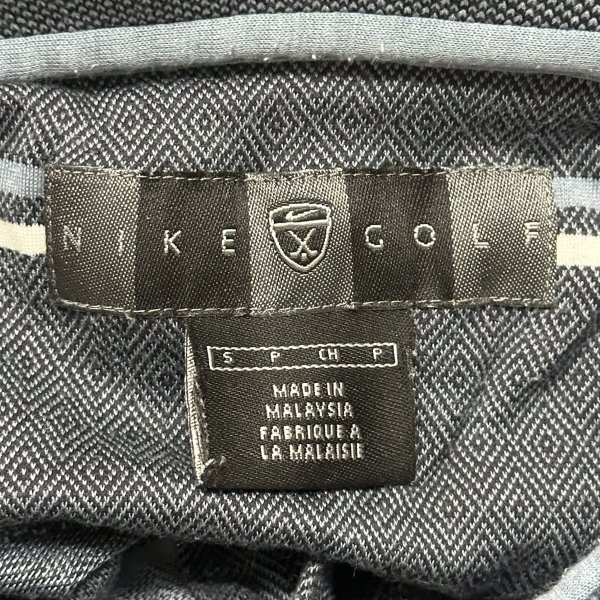 NIKE GOLF
S P CH P
MADE IN
MALAYSIA
FABRIQUE A
LA MALAISIE